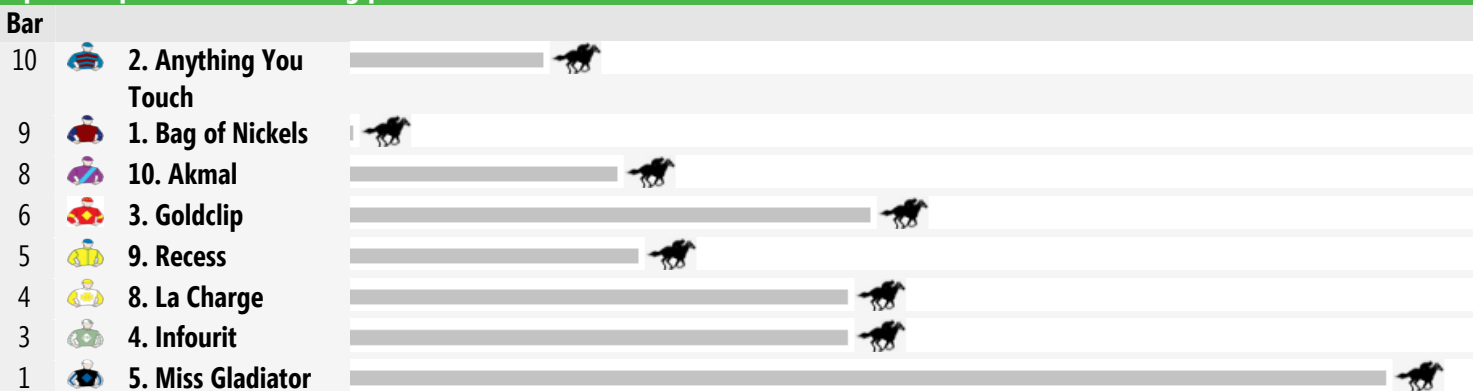 Bar
10 2. Anything You
Touch
9 1. Bag of Nickels
8 10. Akmal
6 3. Goldclip
5 9. Recess
4 8. La Charge
3 4. Infourit
1 5. Miss Gladiator